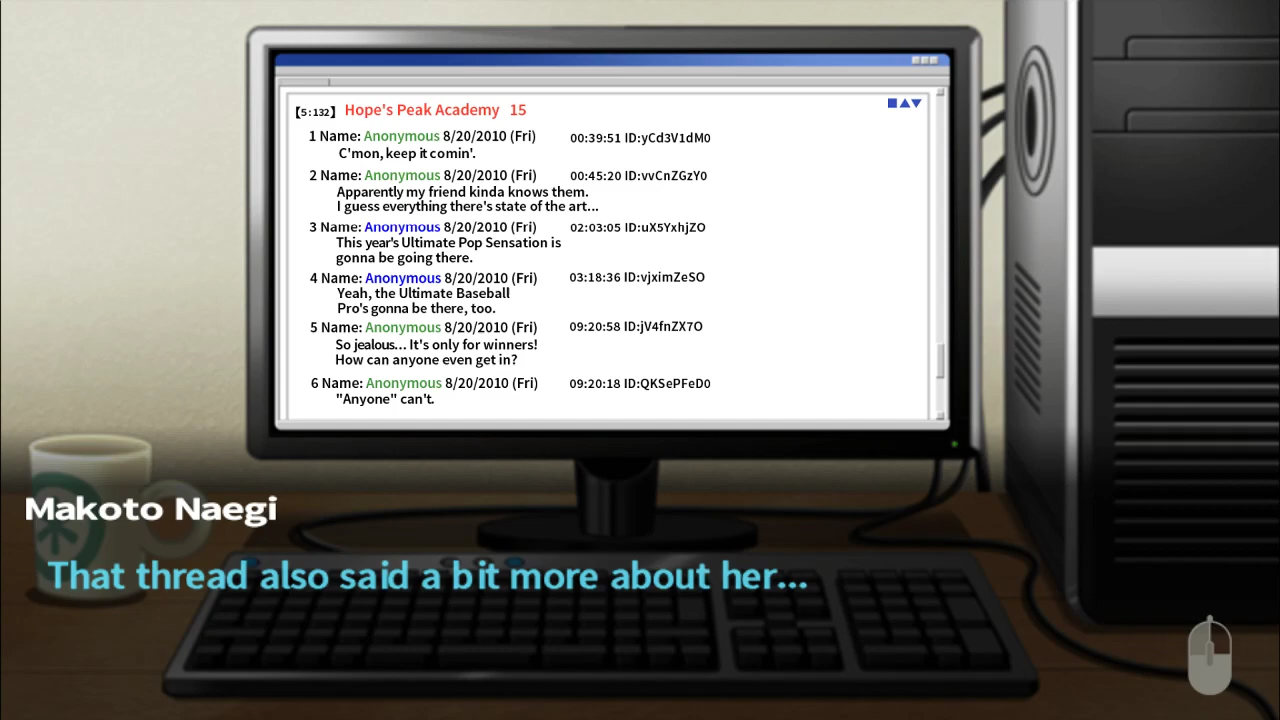 【5:132】 Hope's Peak Academy 15
1 Name: Anonymous 8/20/2010 (Fri) 00:39:51 ID:yCd3V1dM0
C'mon, keep it comin'.
2 Name: Anonymous 8/20/2010 (Fri) 00:45:20 ID:vvCnZGzY0
Apparently my friend kinda knows them.
I guess everything there's state of the art...
3 Name: Anonymous 8/20/2010 (Fri) 02:03:05 ID:uX5YxhjZO
This year's Ultimate Pop Sensation is
gonna be going there.
4 Name: Anonymous 8/20/2010 (Fri) 03:18:36 ID:vjximZeSO
Yeah, the Ultimate Baseball
Pro's gonna be there, too.
5 Name: Anonymous 8/20/2010 (Fri) 09:20:58 ID:jV4fnZX7O
So jealous... It's only for winners!
How can anyone even get in?
6 Name: Anonymous 8/20/2010 (Fri) 09:20:18 ID:QKSePFeD0
"Anyone" can't.
Makoto Naegi
That thread also said a bit more about her...